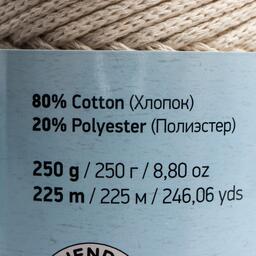 80% Cotton (Хлопок)
20% Polyester (Полиэстер)
250 g / 250 г / 8,80 oz
225 m / 225 м / 246,06 yds